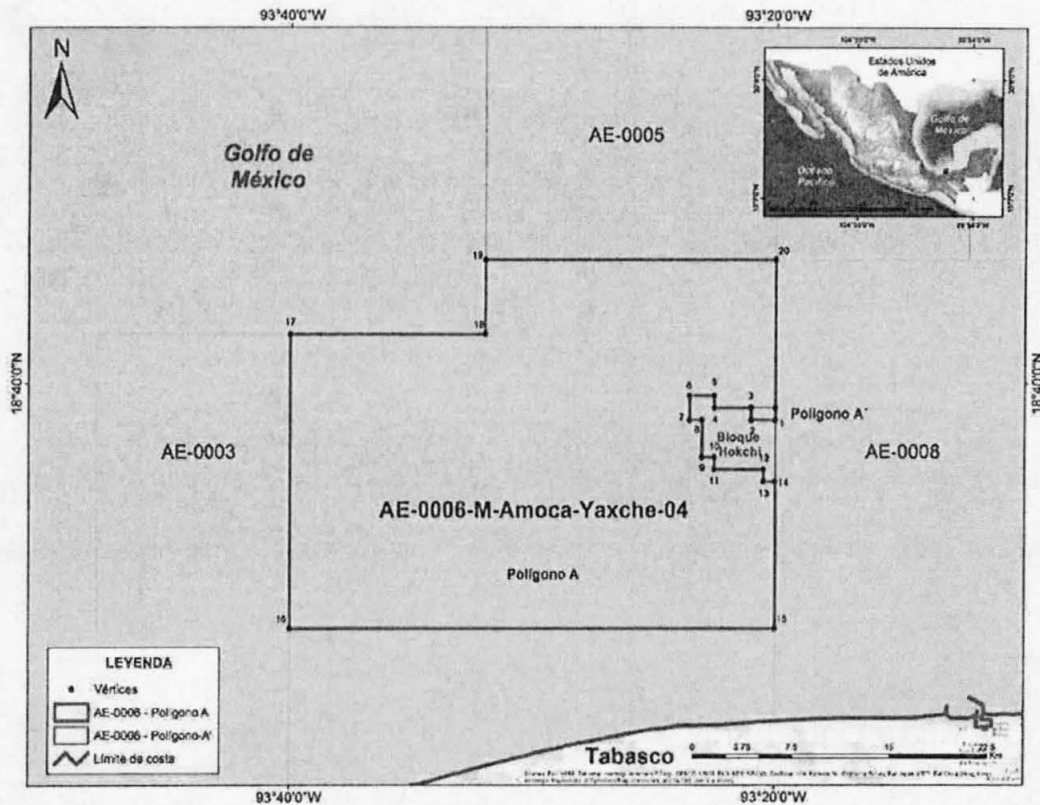 93°40'0"W
93°20'0"W
N
Estados Unidos
de América
Golfo de
México
Océano
Pacífico
AE-0005
Golfo de
México
19
20
17
18
18°40'0"N
18°40'0"N
6
5
3
Polígono A'
7
8
4
2
1
Bloque
Hokchi
AE-0003
10
12
AE-0008
9
11
13
14
AE-0006-M-Amoca-Yaxche-04
Polígono A
16
15
LEYENDA
Vértices
AE-0006 - Polígono A
AE-0006 - Polígono A'
Límite de costa
Tabasco
0 3.75 7.5 15 22.5
93°40'0"W
93°20'0"W